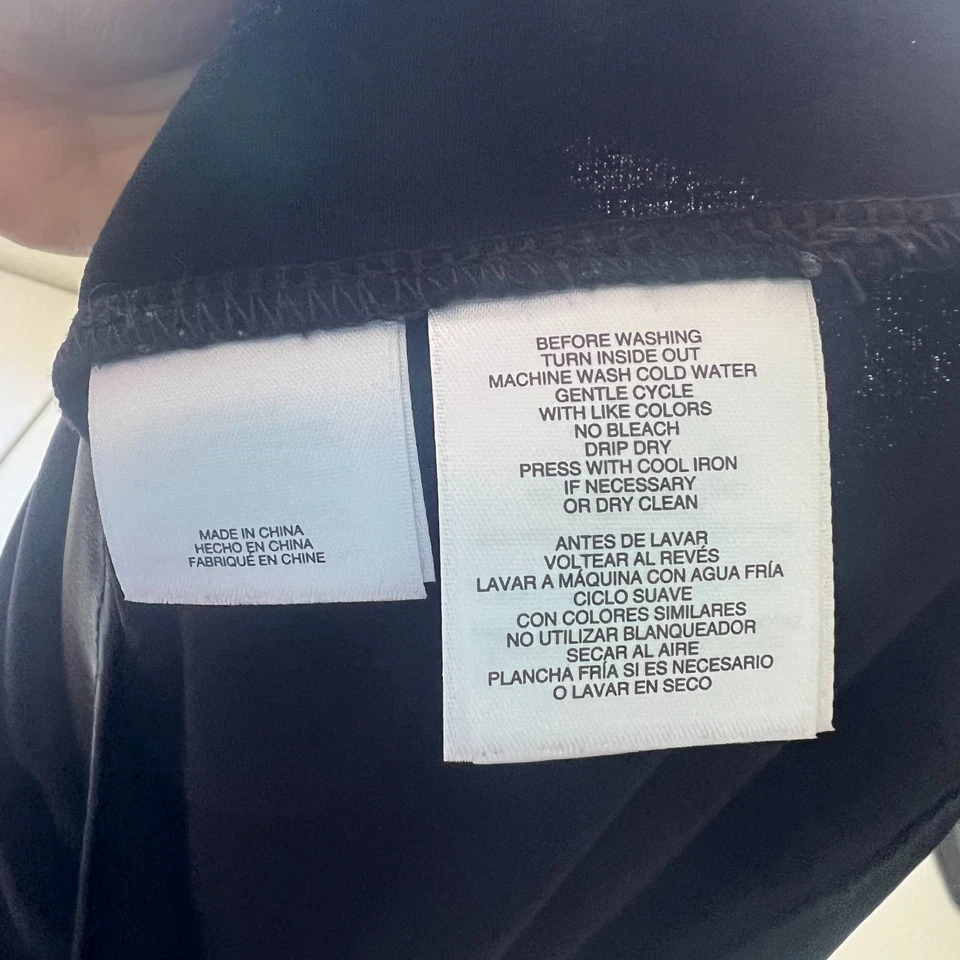 MADE IN CHINA
HECHO EN CHINA
FABRIQUÉ EN CHINE
BEFORE WASHING
TURN INSIDE OUT
MACHINE WASH COLD WATER
GENTLE CYCLE
WITH LIKE COLORS
NO BLEACH
DRIP DRY
PRESS WITH COOL IRON
IF NECESSARY
OR DRY CLEAN
ANTES DE LAVAR
VOLTEAR AL REVÉS
LAVAR A MÁQUINA CON AGUA FRÍA
CICLO SUAVE
CON COLORES SIMILARES
NO UTILIZAR BLANQUEADOR
SECAR AL AIRE
PLANCHA FRÍA SI ES NECESARIO
O LAVAR EN SECO